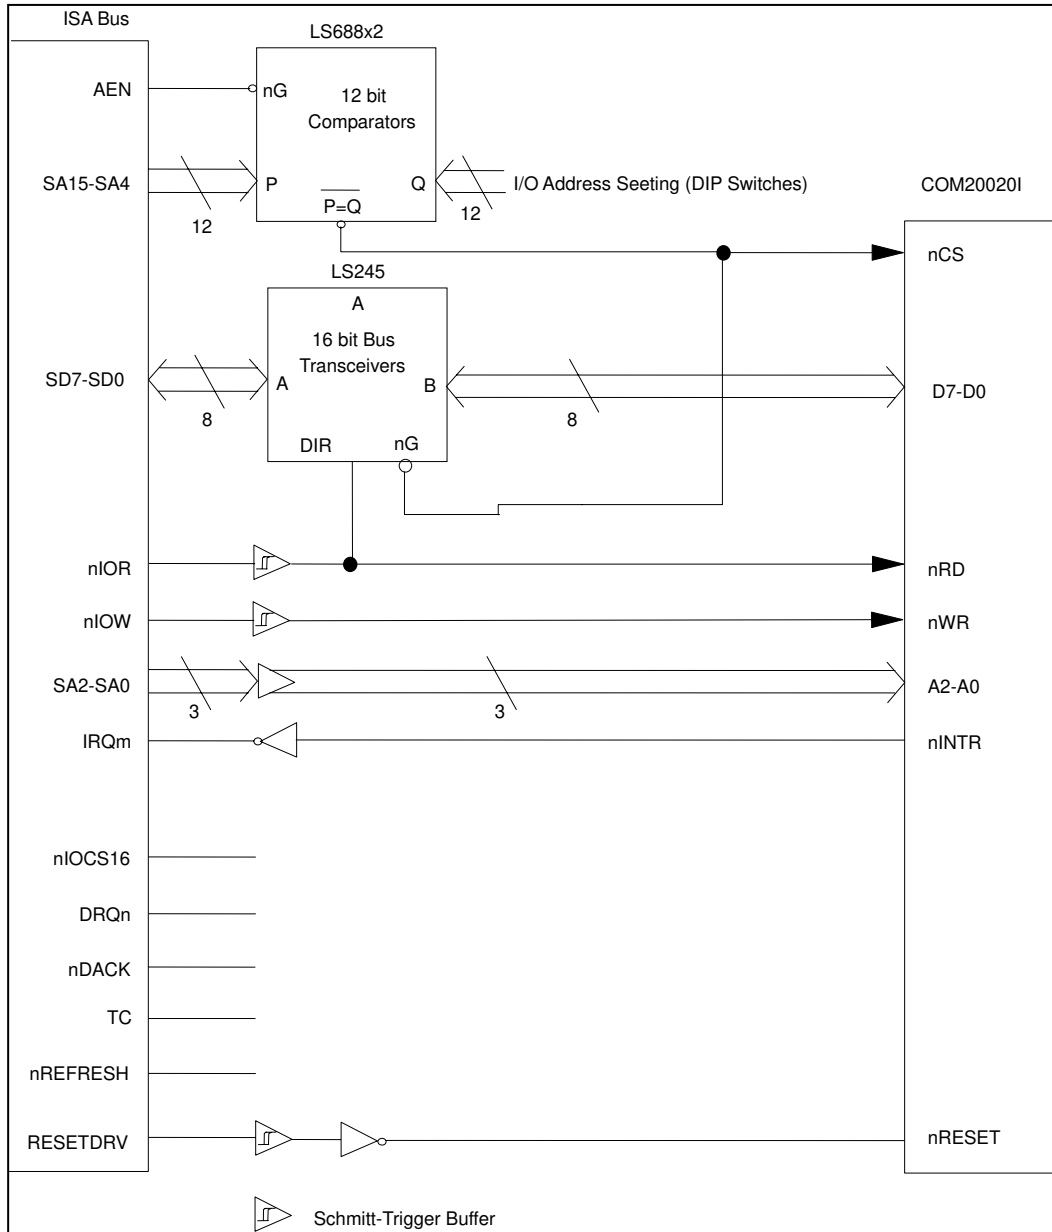 ISA Bus
LS688x2
AEN
nG
12 bit
Comparators
SA15-SA4
P
Q
I/O Address Seeting (DIP Switches)
COM20020I
12
P=Q
12
nCS
LS245
A
16 bit Bus
Transceivers
SD7-SD0
A
B
D7-D0
8
8
DIR
nG
nIOR
nRD
nIOW
nWR
SA2-SA0
A2-A0
3
3
IRQm
nINTR
nIOCS16
DRQn
nDACK
TC
nREFRESH
RESETDRV
nRESET
Schmitt-Trigger Buffer